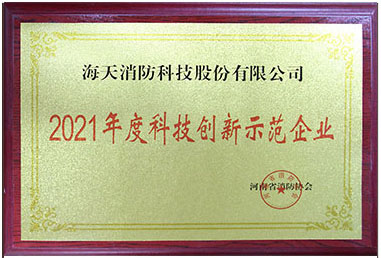 海天消防科技股份有限公司
2021年度科技创新示范企业
河南省消防协会